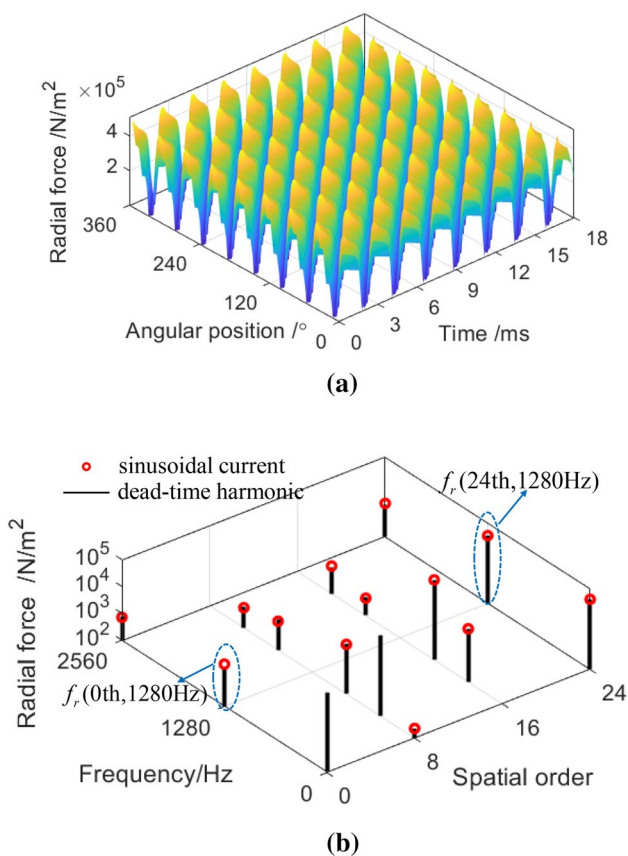 × 10⁵
4
2
Radial force /N/m²
360
240
120
0
Angular position /°
0
3
6
9
12
15
18
Time /ms
(a)
sinusoidal current
dead-time harmonic
fᵣ(24th,1280Hz)
10⁵
10⁴
10³
10²
Radial force /N/m²
2560
fᵣ(0th,1280Hz)
1280
0
Frequency/Hz
0
8
16
24
Spatial order
(b)